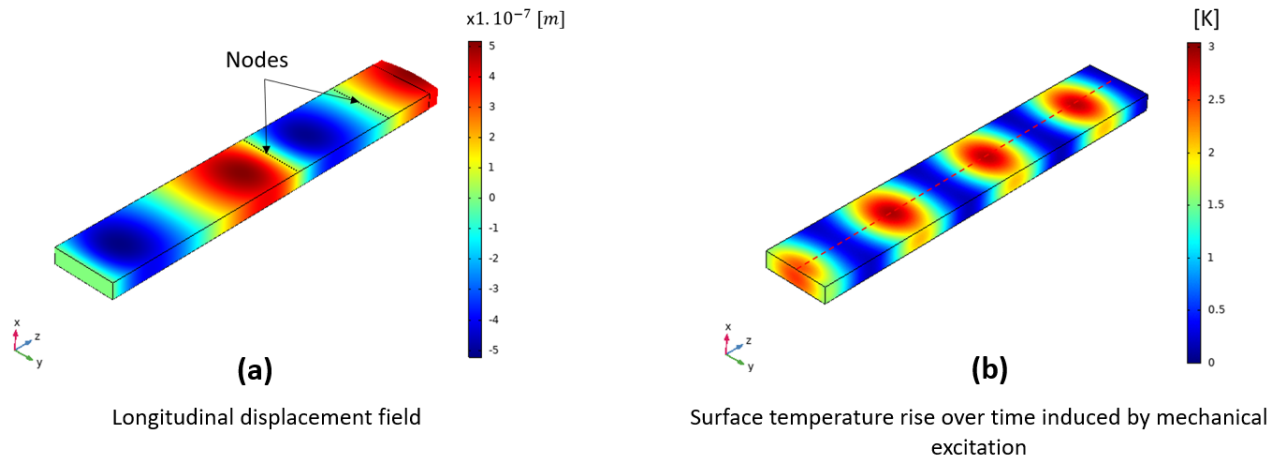 x1. 10⁻⁷ [m]
Nodes
5
4
3
2
1
0
-1
-2
-3
-4
-5
x
z
y
(a)
Longitudinal displacement field
[K]
3
2.5
2
1.5
1
0.5
0
x
z
y
(b)
Surface temperature rise over time induced by mechanical
excitation